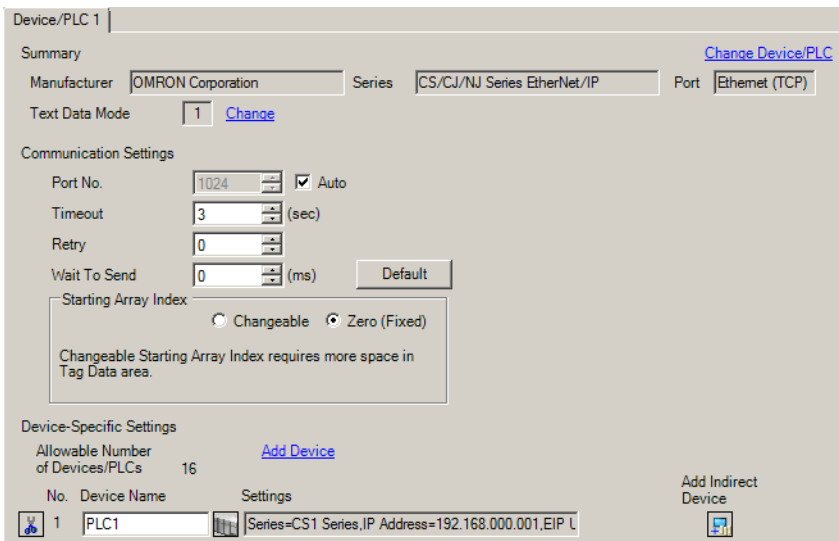 Device/PLC 1
Summary Change Device/PLC
Manufacturer OMRON Corporation Series CS/CJ/NJ Series EtherNet/IP Port Ethernet (TCP)
Text Data Mode 1 Change
Communication Settings
Port No. 1024 Auto
Timeout 3 (sec)
Retry 0
Wait To Send 0 (ms) Default
Starting Array Index
Changeable Zero (Fixed)
Changeable Starting Array Index requires more space in
Tag Data area.
Device-Specific Settings
Allowable Number Add Device
of Devices/PLCs 16
Add Indirect
No. Device Name Settings Device
1 PLC1 Series=CS1 Series,IP Address=192.168.000.001,EIP U